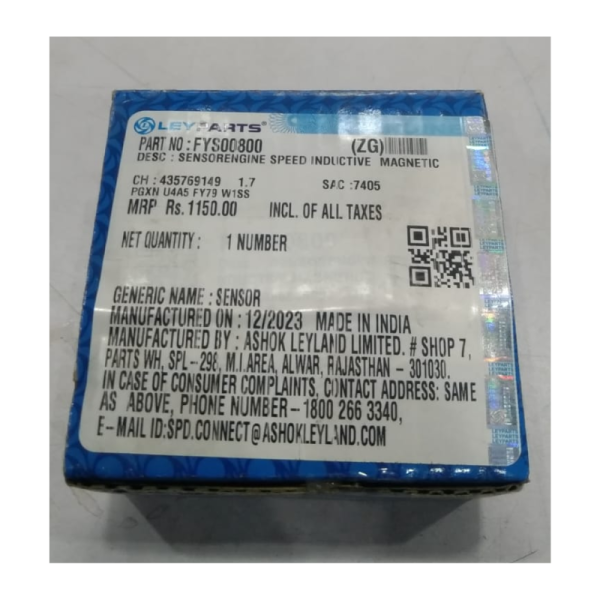 LEYPARTS
PART NO : FYS00800 (ZG)
DESC : SENSORENGINE SPEED INDUCTIVE MAGNETIC
CH : 435769149 1.7 SAC :7405
PGXN U4A5 FY79 W1SS
MRP Rs. 1150.00 INCL. OF ALL TAXES
NET QUANTITY : 1 NUMBER
GENERIC NAME : SENSOR
MANUFACTURED ON : 12/2023 MADE IN INDIA
MANUFACTURED BY : ASHOK LEYLAND LIMITED. # SHOP 7,
PARTS WH, SPL-298, M.I.AREA, ALWAR, RAJASTHAN - 301030.
IN CASE OF CONSUMER COMPLAINTS, CONTACT ADDRESS: SAME
AS ABOVE, PHONE NUMBER-1800 266 3340,
E-MAIL ID:SPD.CONNECT@ASHOKLEYLAND.COM